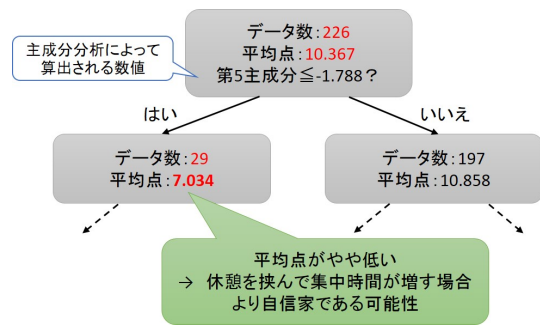 データ数:226
平均点:10.367
第5主成分≦-1.788？
主成分分析によって
算出される数値
はい
いいえ
データ数:29
平均点:7.034
データ数:197
平均点:10.858
平均点がやや低い
→ 休憩を挟んで集中時間が増す場合
より自信家である可能性